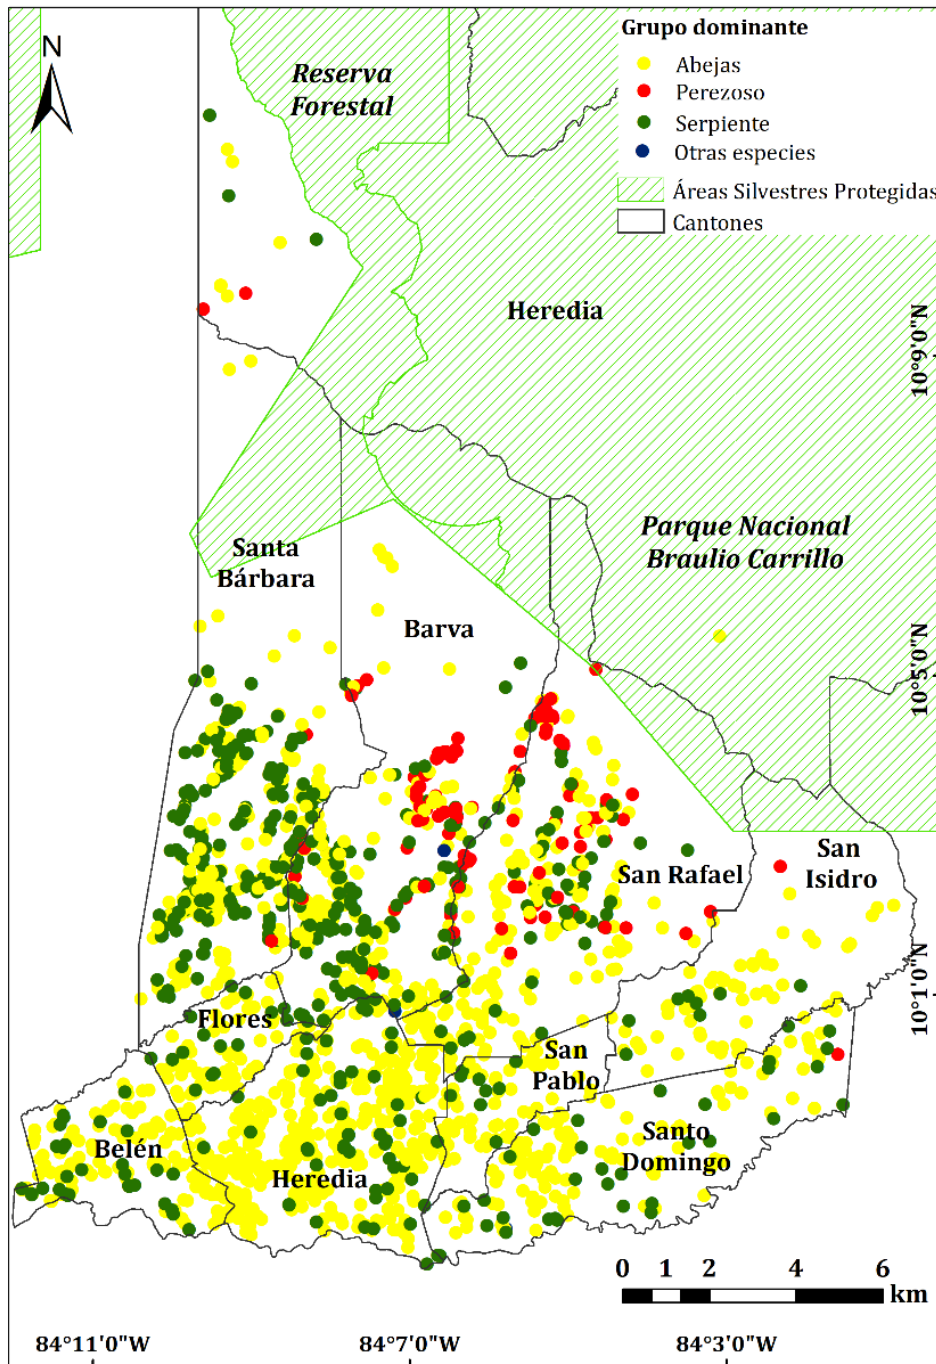 N
Grupo dominante
Abejas
Perezoso
Serpiente
Otras especies
Áreas Silvestres Protegidas
Cantones
Reserva
Forestal
Heredia
10°9'0"N
Parque Nacional
Braulio Carrillo
Santa
Bárbara
Barva
10°5'0"N
San
Isidro
San Rafael
10°1'0"N
Flores
San
Pablo
Belén
Heredia
Santo
Domingo
0 1 2 4 6
km
84°11'0"W 84°7'0"W 84°3'0"W